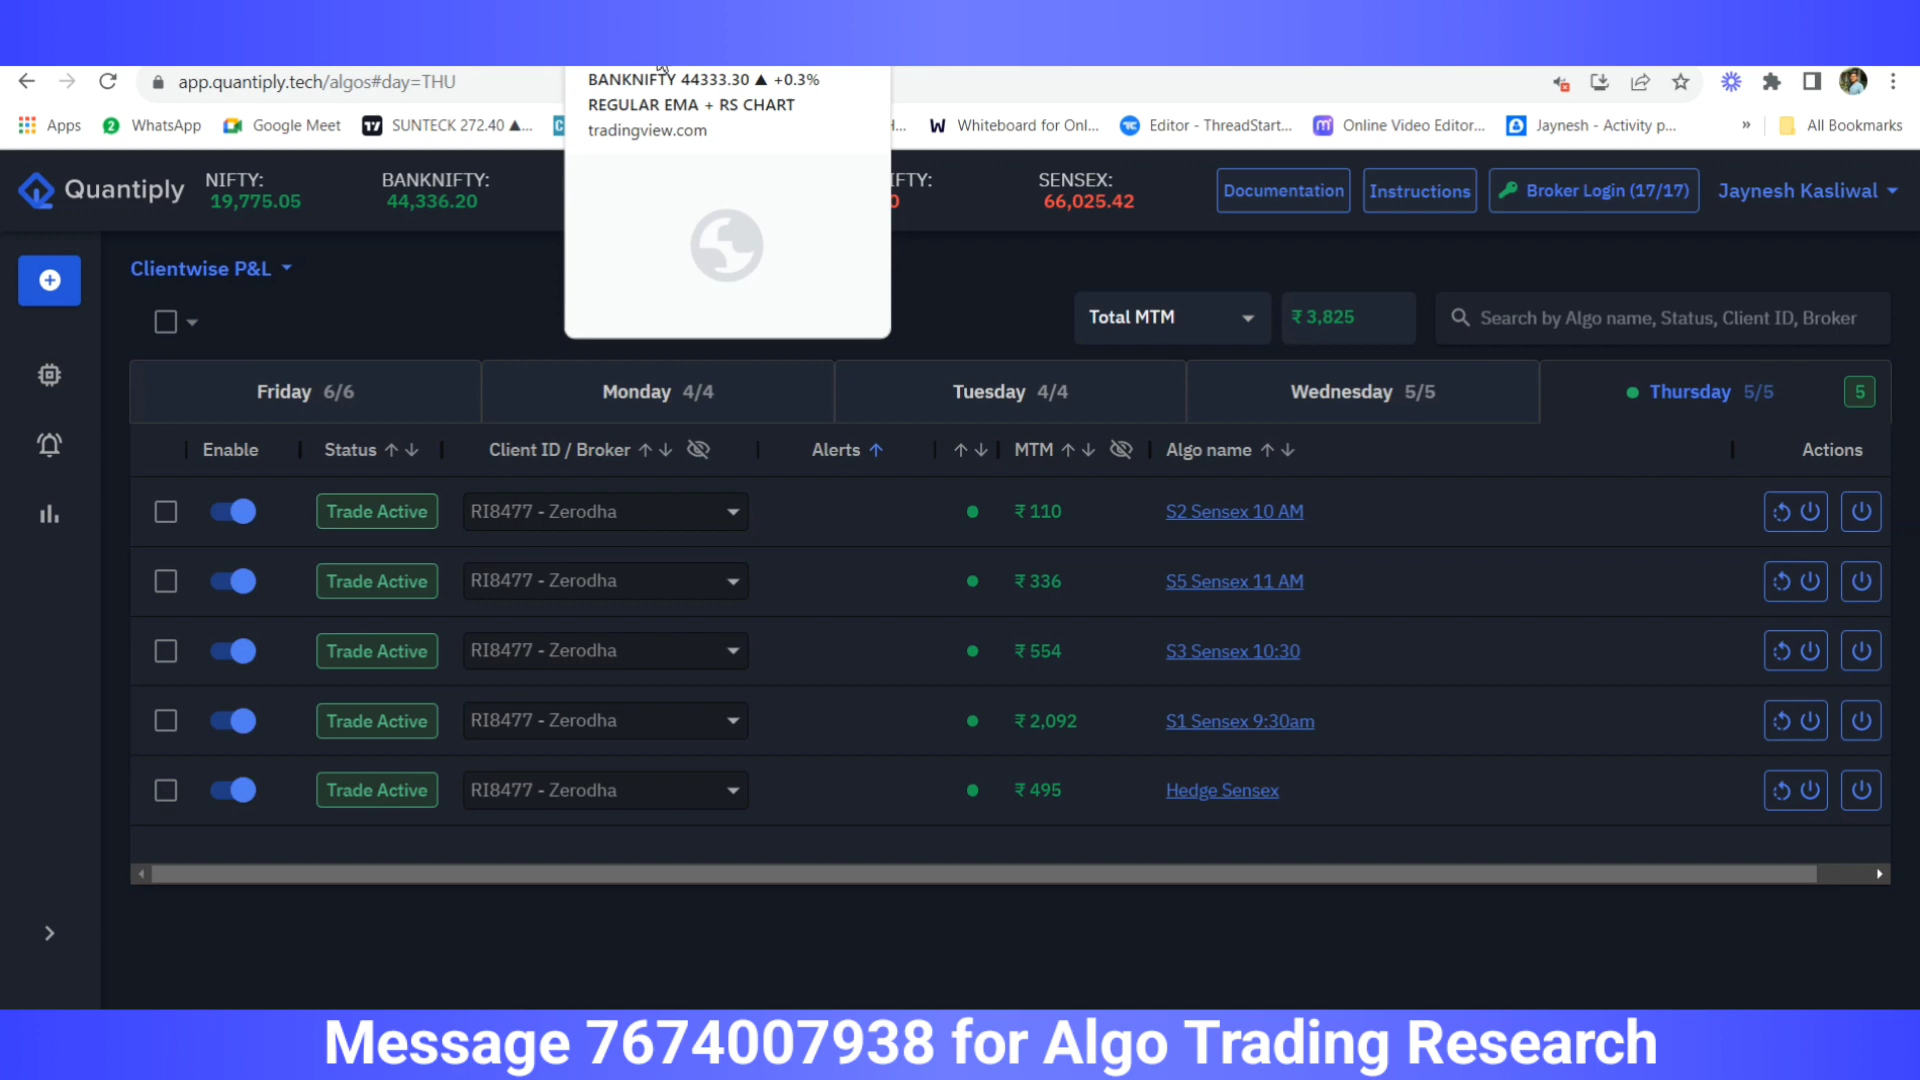 app.quantiply.tech/algos#day=THU
BANKNIFTY 44333.30 ▲ +0.3%
REGULAR EMA + RS CHART
tradingview.com
Apps
2
WhatsApp
Google Meet
SUNTECK 272.40 ▲...
Whiteboard for Onl...
Editor - ThreadStart...
Online Video Editor...
Jaynesh - Activity p...
»
All Bookmarks
Quantiply
NIFTY:
19,775.05
BANKNIFTY:
44,336.20
IFTY:
0
SENSEX:
66,025.42
Documentation
Instructions
Broker Login (17/17)
Jaynesh Kasliwal
Clientwise P&L
Total MTM
₹ 3,825
Search by Algo name, Status, Client ID, Broker
Friday 6/6
Monday 4/4
Tuesday 4/4
Wednesday 5/5
Thursday 5/5
5
Enable Status ↑↓ Client ID / Broker ↑↓ Alerts ↑ ↑↓ MTM ↑↓ Algo name ↑↓ Actions
Trade Active RI8477 - Zerodha ₹ 110 S2 Sensex 10 AM
Trade Active RI8477 - Zerodha ₹ 336 S5 Sensex 11 AM
Trade Active RI8477 - Zerodha ₹ 554 S3 Sensex 10:30
Trade Active RI8477 - Zerodha ₹ 2,092 S1 Sensex 9:30am
Trade Active RI8477 - Zerodha ₹ 495 Hedge Sensex
Message 7674007938 for Algo Trading Research